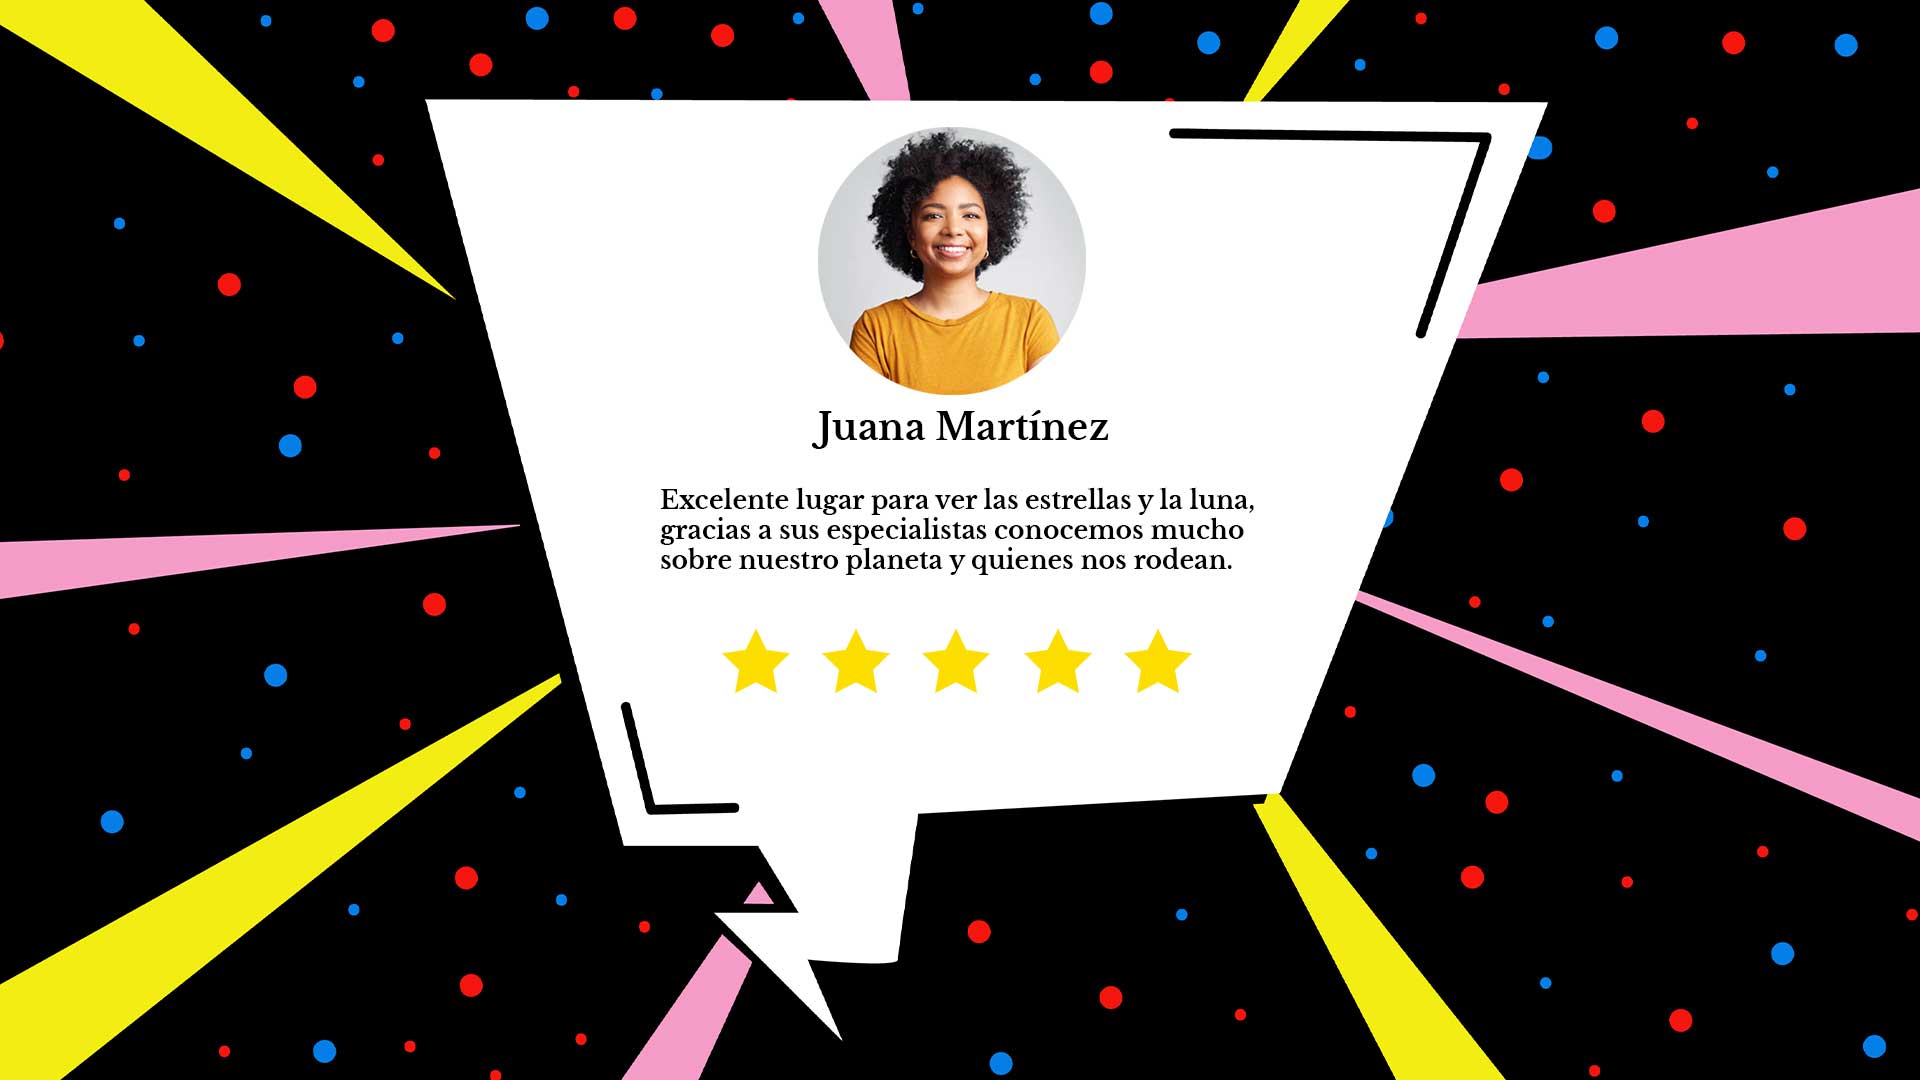 Juana Martínez
Excelente lugar para ver las estrellas y la luna,
gracias a sus especialistas conocemos mucho
sobre nuestro planeta y quienes nos rodean.